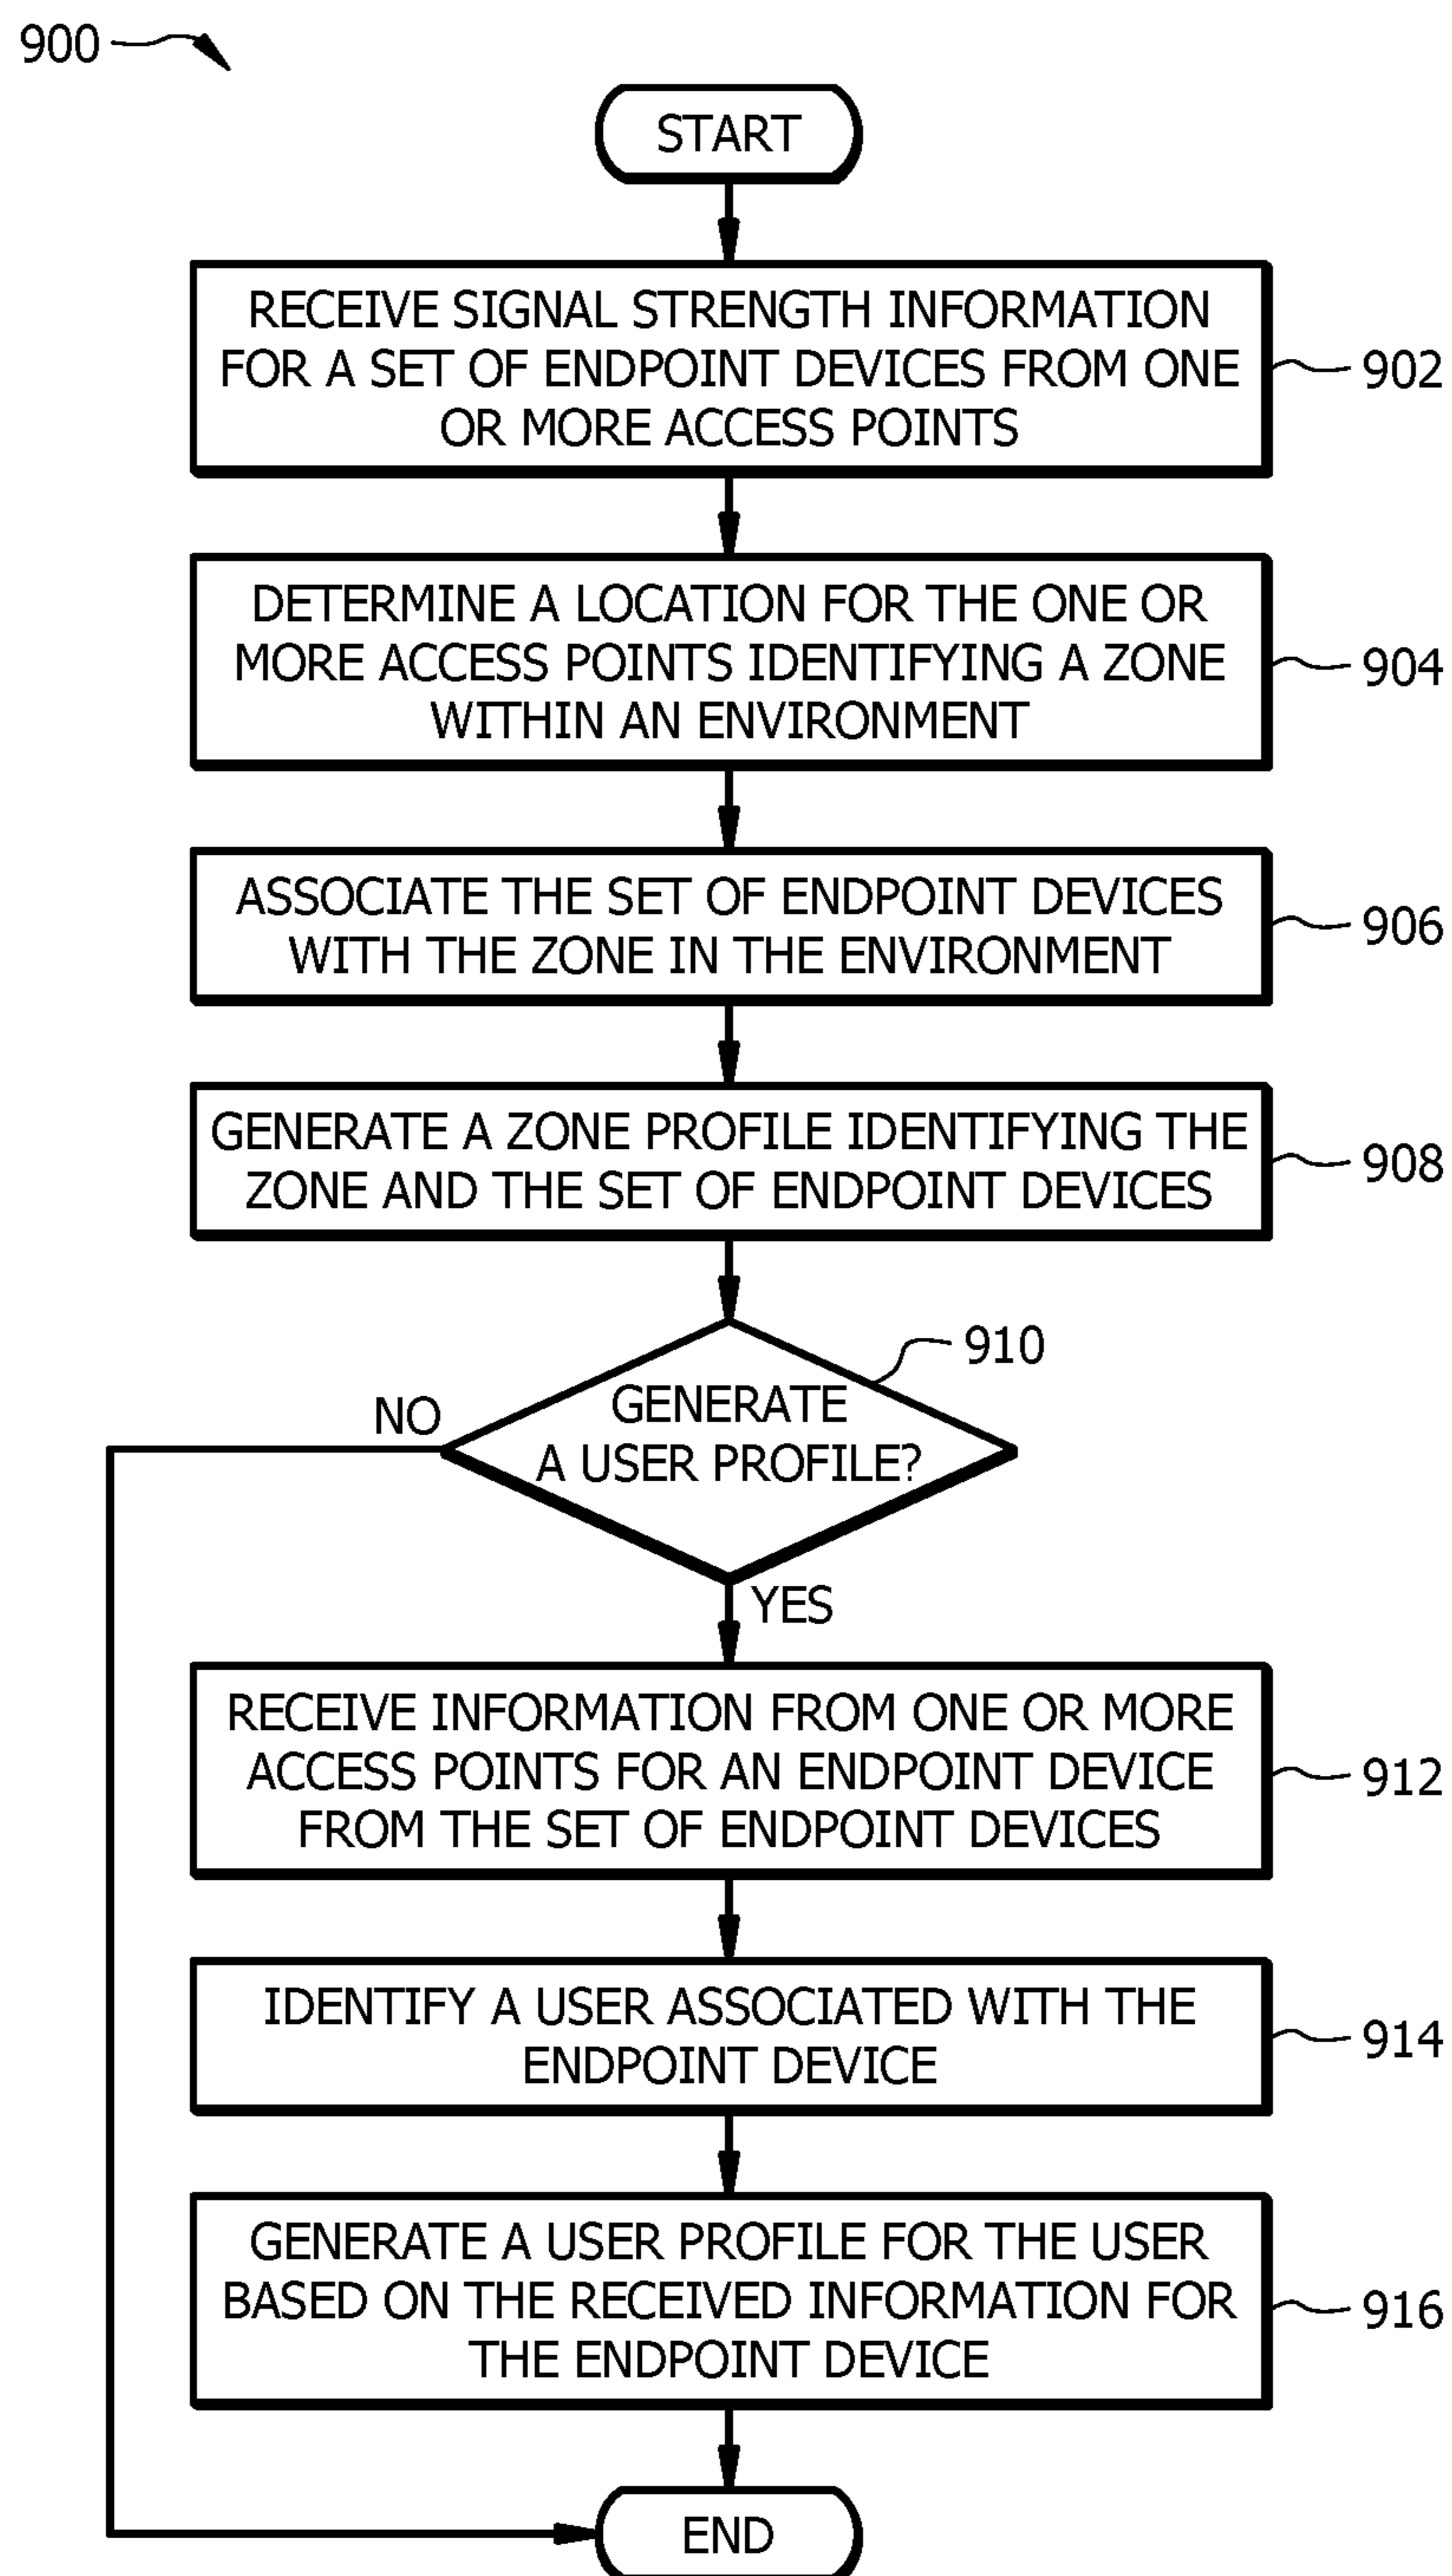 900
START
RECEIVE SIGNAL STRENGTH INFORMATION
FOR A SET OF ENDPOINT DEVICES FROM ONE
OR MORE ACCESS POINTS
902
DETERMINE A LOCATION FOR THE ONE OR
MORE ACCESS POINTS IDENTIFYING A ZONE
WITHIN AN ENVIRONMENT
904
ASSOCIATE THE SET OF ENDPOINT DEVICES
WITH THE ZONE IN THE ENVIRONMENT
906
GENERATE A ZONE PROFILE IDENTIFYING THE
ZONE AND THE SET OF ENDPOINT DEVICES
908
910
GENERATE
A USER PROFILE?
NO
YES
RECEIVE INFORMATION FROM ONE OR MORE
ACCESS POINTS FOR AN ENDPOINT DEVICE
FROM THE SET OF ENDPOINT DEVICES
912
IDENTIFY A USER ASSOCIATED WITH THE
ENDPOINT DEVICE
914
GENERATE A USER PROFILE FOR THE USER
BASED ON THE RECEIVED INFORMATION FOR
THE ENDPOINT DEVICE
916
END